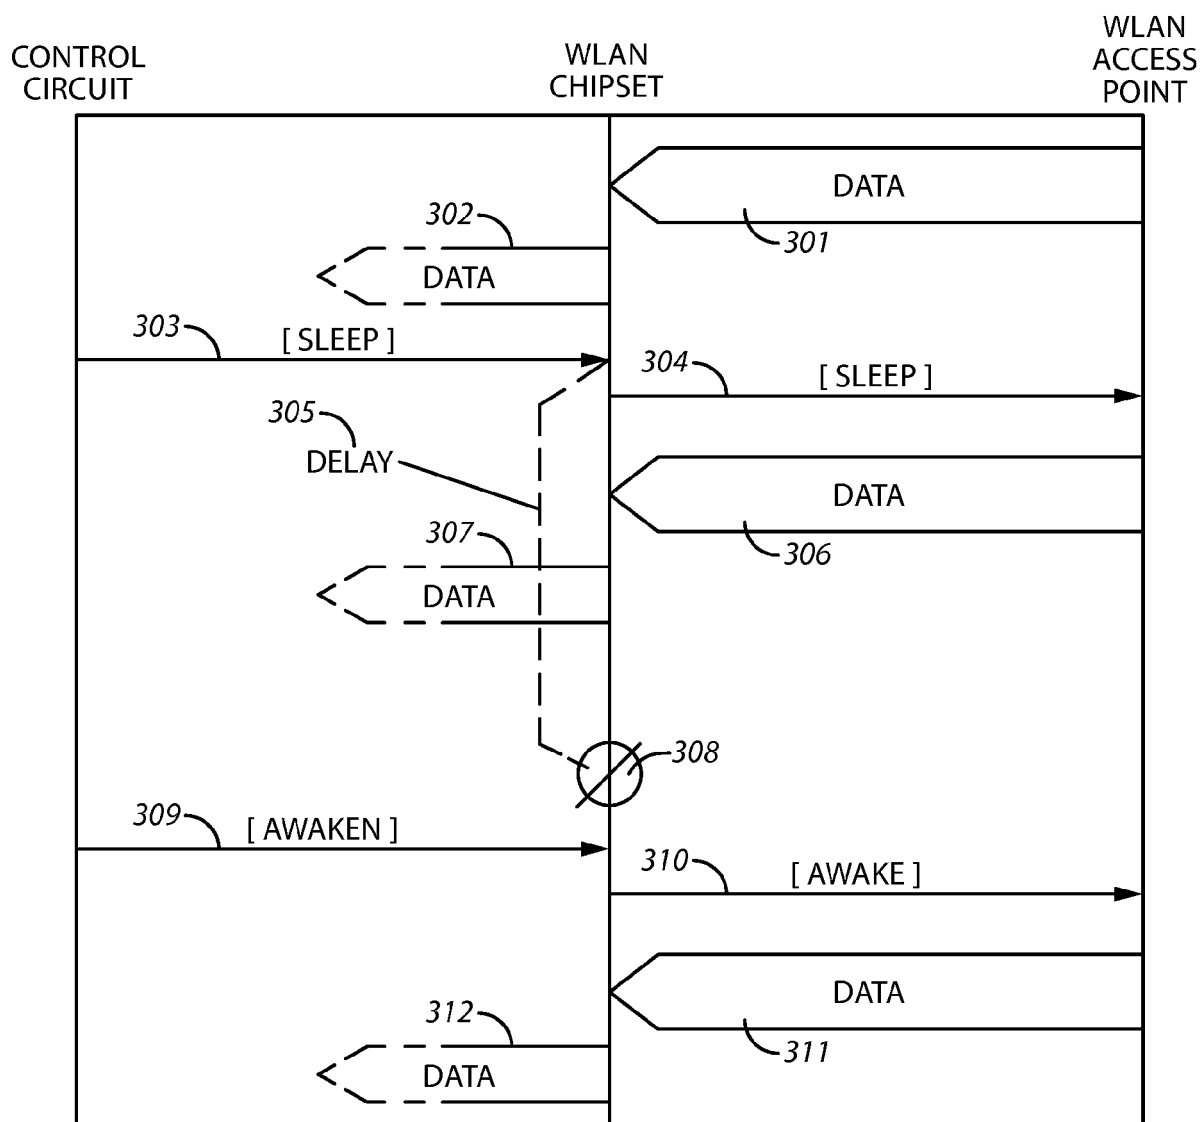 CONTROL
CIRCUIT
WLAN
CHIPSET
WLAN
ACCESS
POINT
DATA
301
302
DATA
303
[ SLEEP ]
304
[ SLEEP ]
305
DELAY
DATA
306
307
DATA
308
309
[ AWAKEN ]
310
[ AWAKE ]
DATA
311
312
DATA